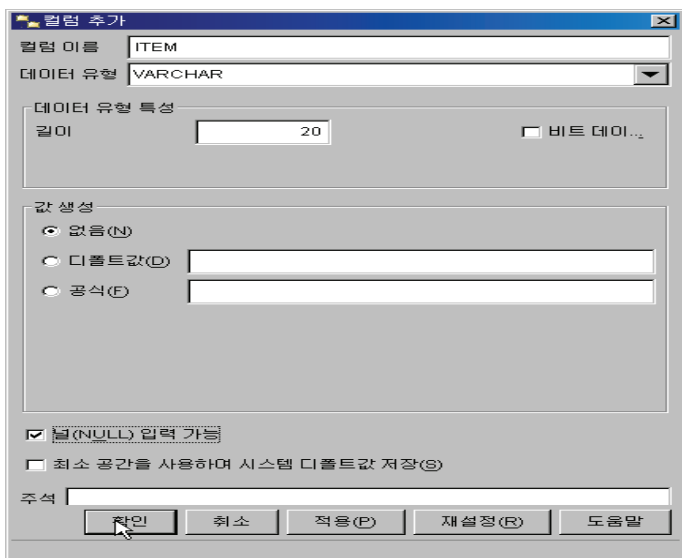 컬럼 추가
컬럼 이름 ITEM
데이터 유형 VARCHAR
데이터 유형 특성
길이 20 비트 데이...
값 생성
없음(N)
디폴트값(D)
공식(F)
널(NULL) 입력 가능
최소 공간을 사용하며 시스템 디폴트값 저장(S)
주석
확인 취소 적용(P) 재설정(R) 도움말